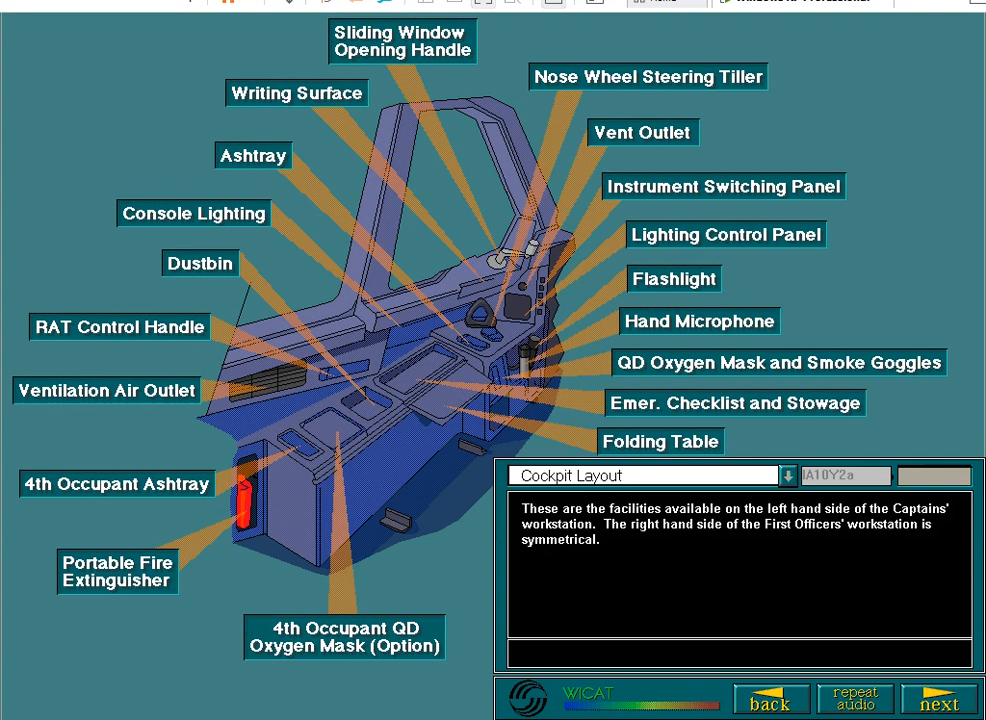 Sliding Window
Opening Handle
Nose Wheel Steering Tiller
Writing Surface
Vent Outlet
Ashtray
Instrument Switching Panel
Console Lighting
Lighting Control Panel
Dustbin
Flashlight
RAT Control Handle
Hand Microphone
QD Oxygen Mask and Smoke Goggles
Ventilation Air Outlet
Emer. Checklist and Stowage
Folding Table
4th Occupant Ashtray
Portable Fire
Extinguisher
4th Occupant QD
Oxygen Mask (Option)
Cockpit Layout
IA10Y2a
These are the facilities available on the left hand side of the Captains'
workstation. The right hand side of the First Officers' workstation is
symmetrical.
WICAT
back
repeat
audio
next